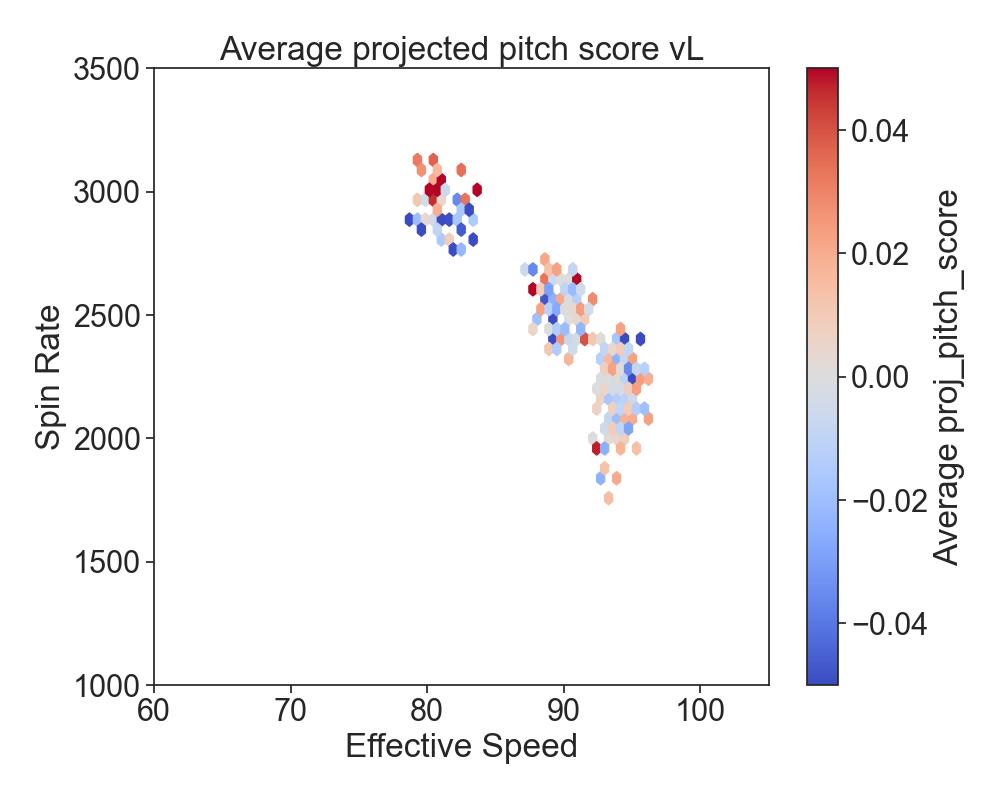 Average projected pitch score vL
3500
3000
2500
2000
1500
1000
Spin Rate
60 70 80 90 100
Effective Speed
0.04
0.02
0.00
−0.02
−0.04
Average proj_pitch_score